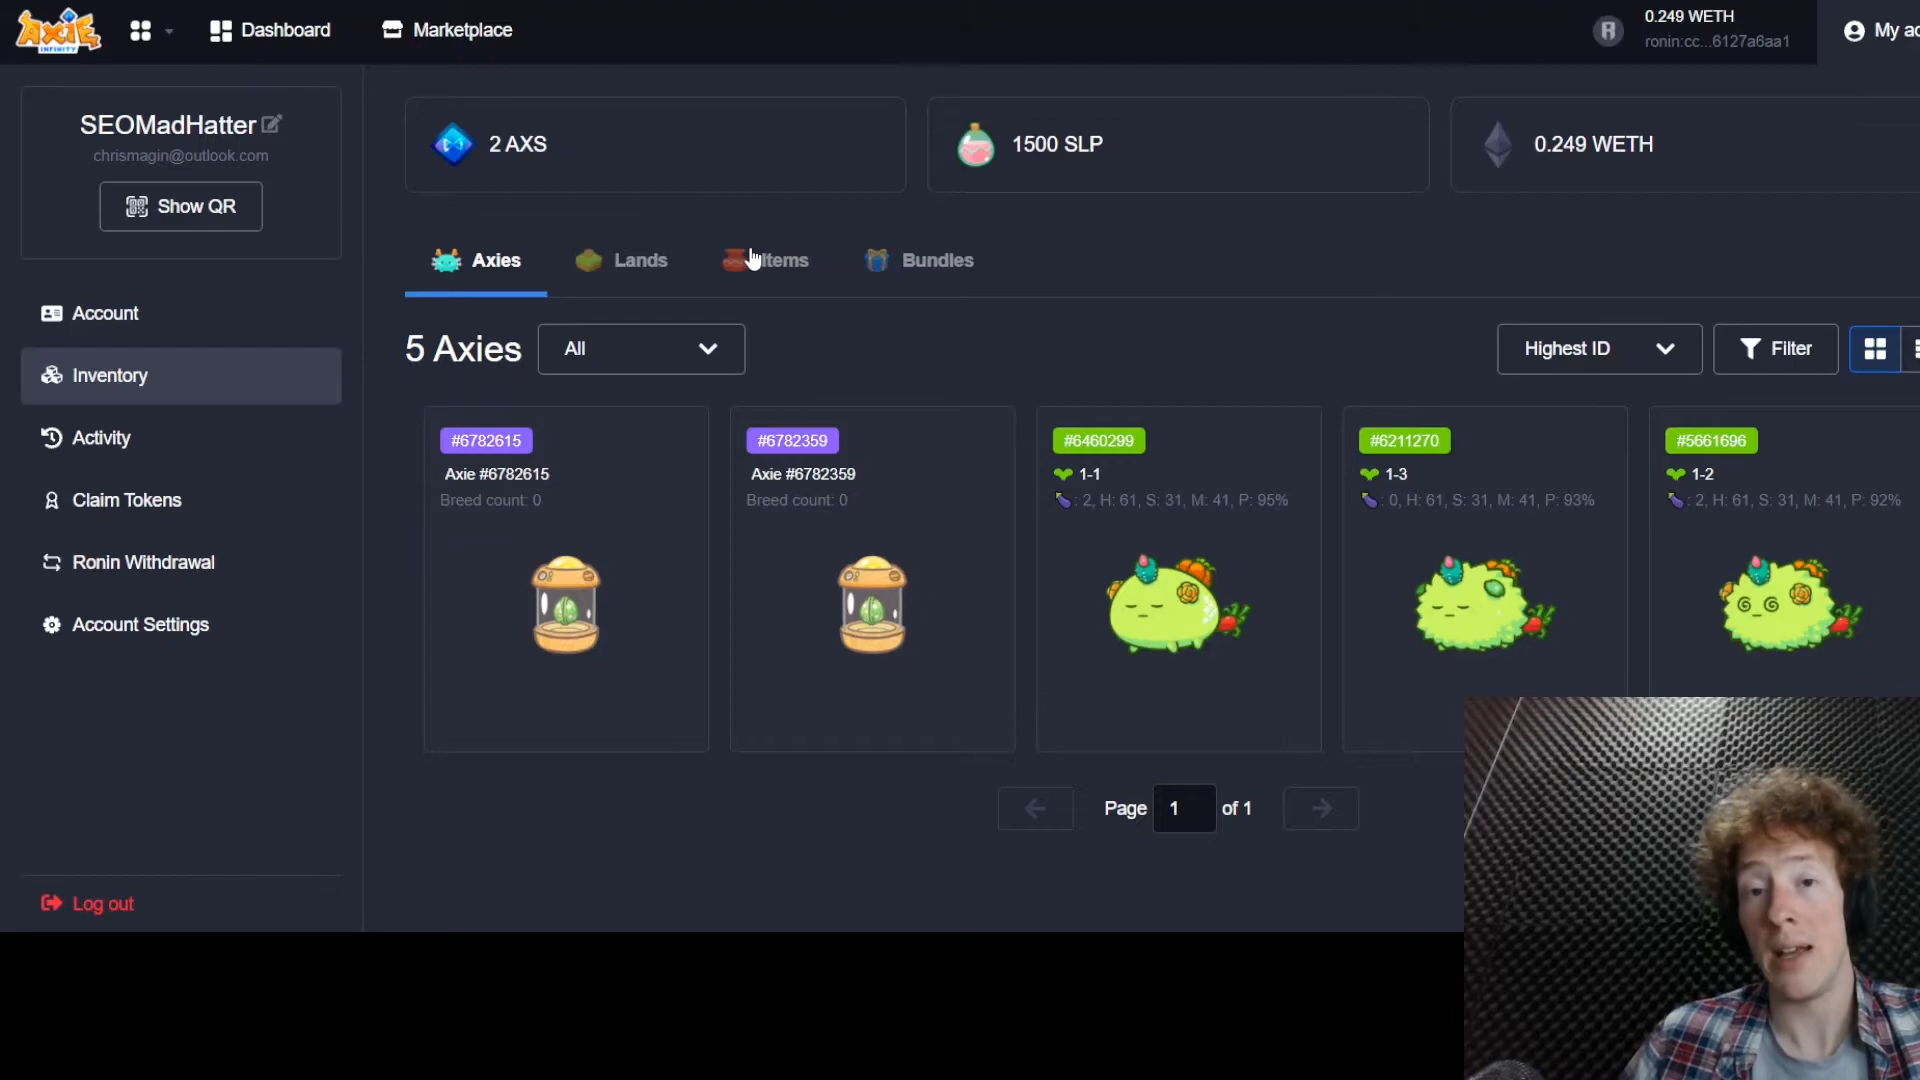 AXIE
INFINITY
Dashboard
Marketplace
0.249 WETH
ronin:cc...6127a6aa1
My ac
SEOMadHatter
chrismagin@outlook.com
Show QR
Account
Inventory
Activity
Claim Tokens
Ronin Withdrawal
Account Settings
Log out
2 AXS
1500 SLP
0.249 WETH
Axies
Lands
Items
Bundles
5 Axies
All
Highest ID
Filter
#6782615
Axie #6782615
Breed count: 0
#6782359
Axie #6782359
Breed count: 0
#6460299
1-1
: 2, H: 61, S: 31, M: 41, P: 95%
#6211270
1-3
: 0, H: 61, S: 31, M: 41, P: 93%
#5661696
1-2
: 2, H: 61, S: 31, M: 41, P: 92%
Page 1 of 1